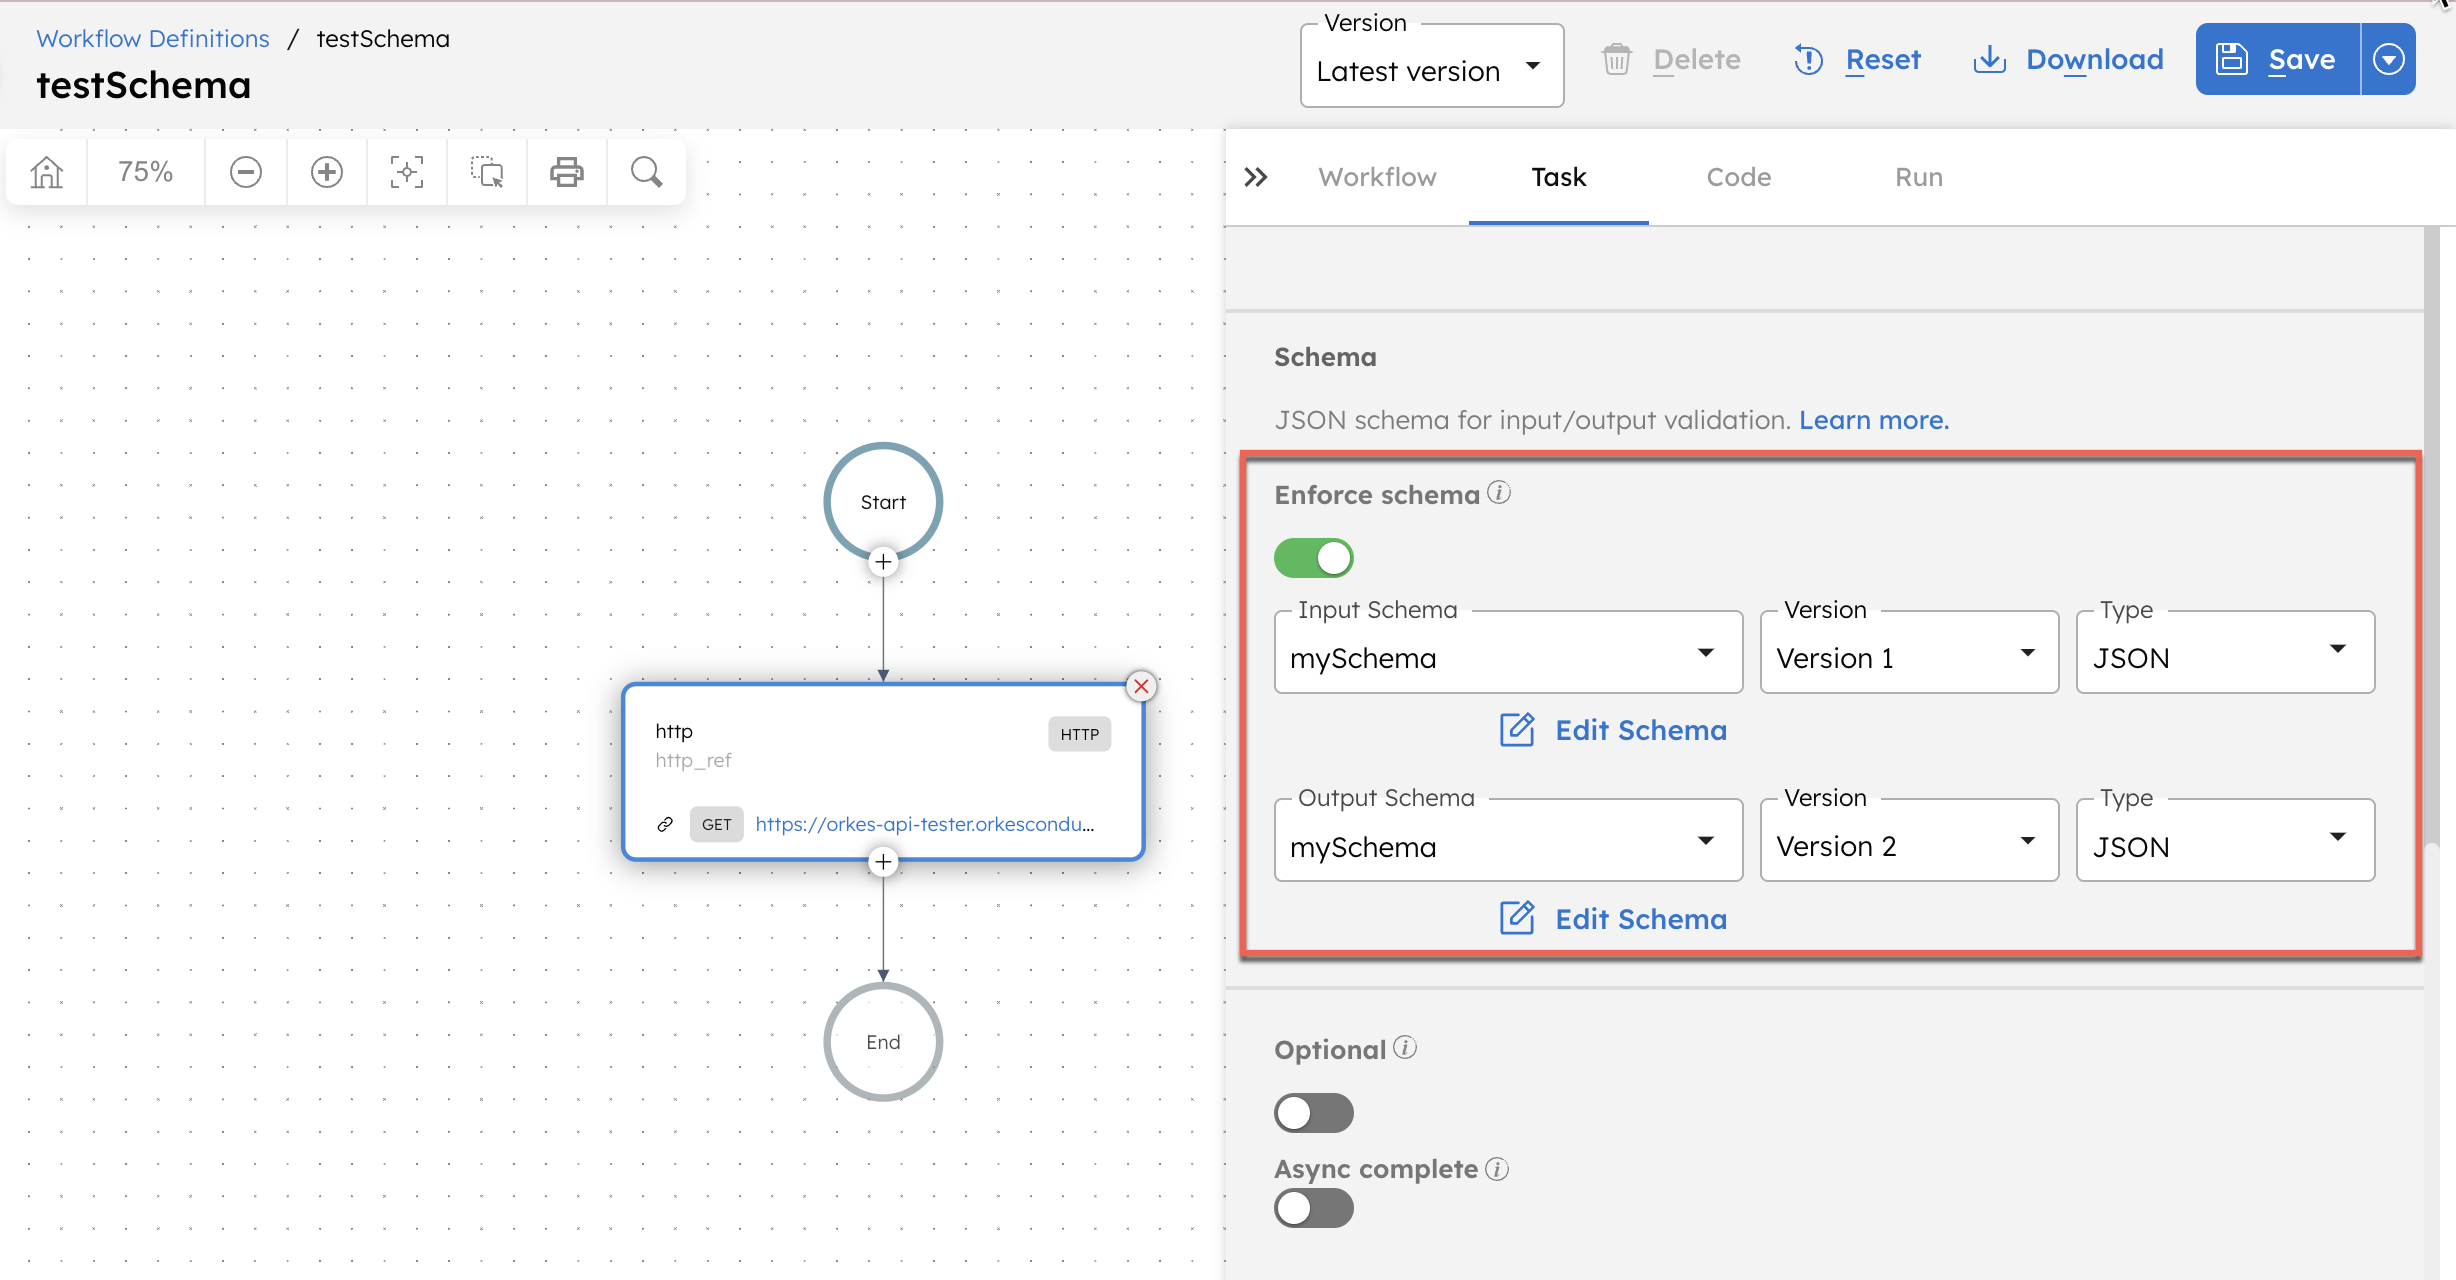 Workflow Definitions / testSchema
testSchema
Version
Latest version
Delete
Reset
Download
Save
75%
Workflow
Task
Code
Run
Start
http
http_ref
HTTP
GET
https://orkes-api-tester.orkescondu...
End
Schema
JSON schema for input/output validation. Learn more.
Enforce schema
Input Schema
mySchema
Version
Version 1
Type
JSON
Edit Schema
Output Schema
mySchema
Version
Version 2
Type
JSON
Edit Schema
Optional
Async complete